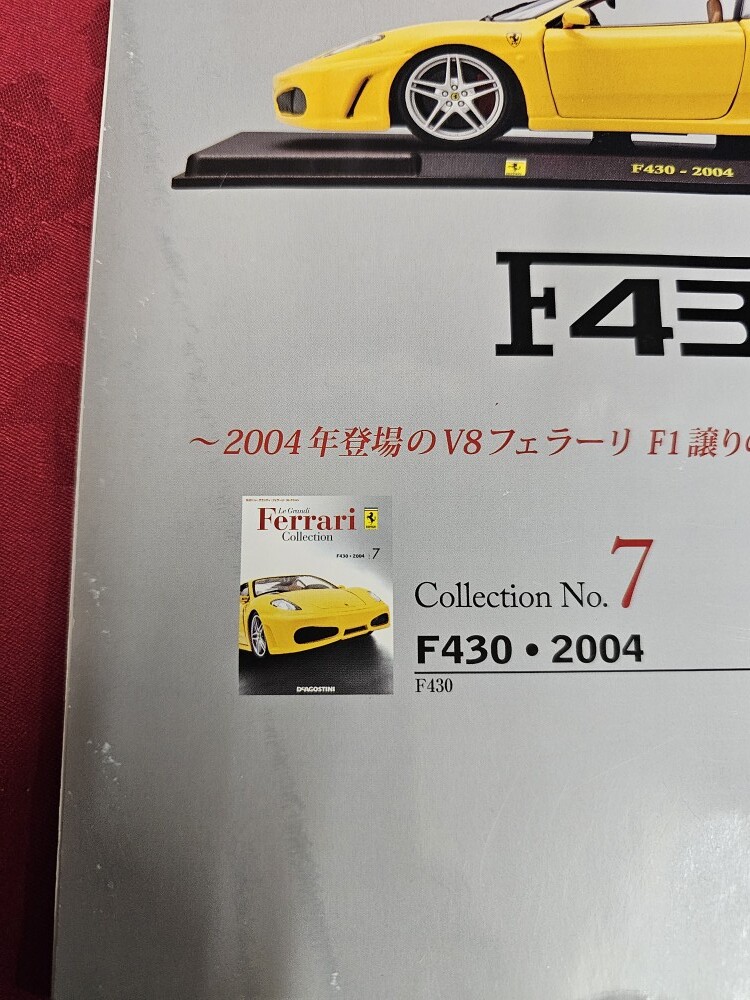 F430 - 2004
F43
～2004年登場のV8フェラーリ F1譲りの
Le Grandi
Ferrari
Collection
F430・2004 7
DeAGOSTINI
Collection No. 7
F430・2004
F430